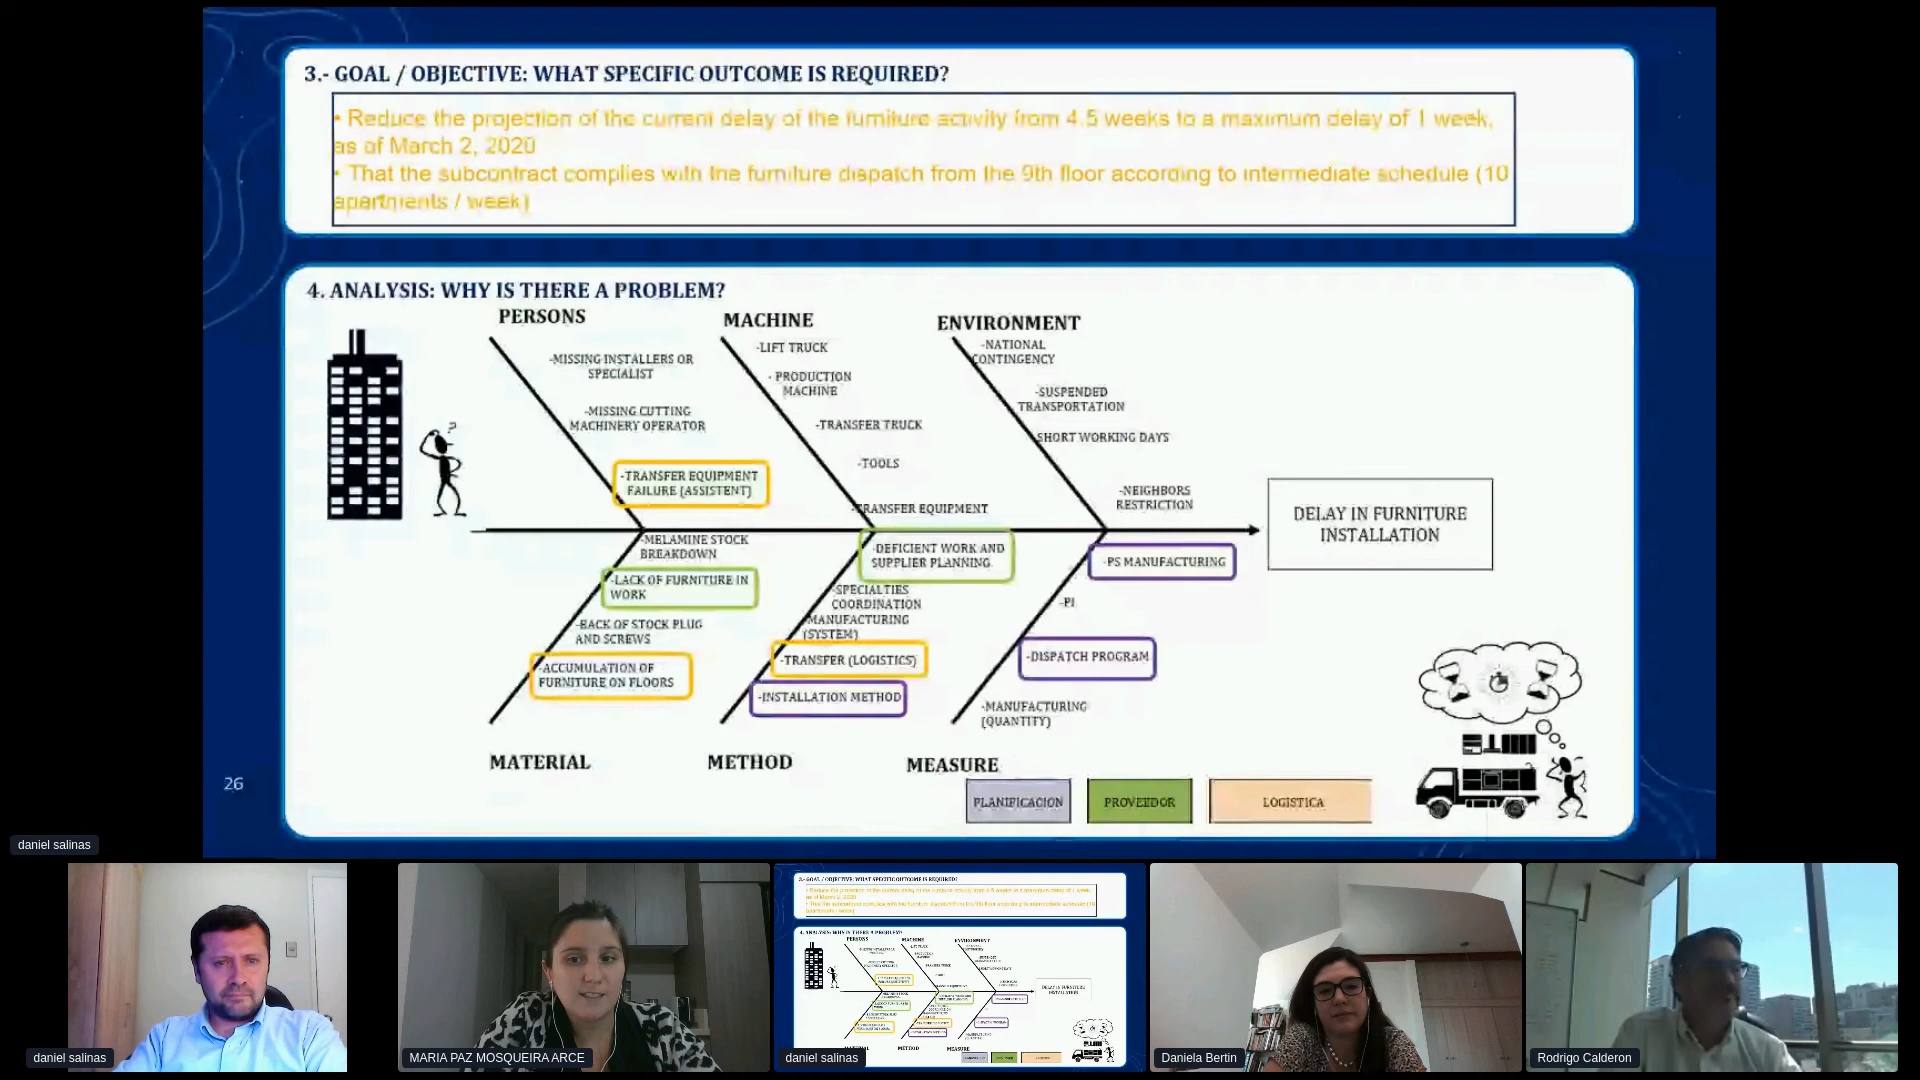 3.- GOAL / OBJECTIVE: WHAT SPECIFIC OUTCOME IS REQUIRED?
• Reduce the projection of the current delay of the furniture activity from 4.5 weeks to a maximum delay of 1 week,
as of March 2, 2020
• That the subcontract complies with the furniture dispatch from the 9th floor according to intermediate schedule (10
apartments / week)
4. ANALYSIS: WHY IS THERE A PROBLEM?
PERSONS
-MISSING INSTALLERS OR
SPECIALIST
-MISSING CUTTING
MACHINERY OPERATOR
-TRANSFER EQUIPMENT
FAILURE (ASSISTENT)
MACHINE
-LIFT TRUCK
- PRODUCTION
MACHINE
-TRANSFER TRUCK
-TOOLS
-TRANSFER EQUIPMENT
ENVIRONMENT
-NATIONAL
CONTINGENCY
-SUSPENDED
TRANSPORTATION
SHORT WORKING DAYS
-NEIGHBORS
RESTRICTION
DELAY IN FURNITURE
INSTALLATION
-MELAMINE STOCK
BREAKDOWN
-LACK OF FURNITURE IN
WORK
-BACK OF STOCK PLUG
AND SCREWS
-ACCUMULATION OF
FURNITURE ON FLOORS
MATERIAL
-DEFICIENT WORK AND
SUPPLIER PLANNING
-SPECIALTIES
COORDINATION
-MANUFACTURING
(SYSTEM)
-TRANSFER (LOGISTICS)
-INSTALLATION METHOD
METHOD
-PS MANUFACTURING
-PI
-DISPATCH PROGRAM
-MANUFACTURING
(QUANTITY)
MEASURE
PLANIFICACION
PROVEEDOR
LOGISTICA
26
daniel salinas
daniel salinas
MARIA PAZ MOSQUEIRA ARCE
daniel salinas
Daniela Bertin
Rodrigo Calderon